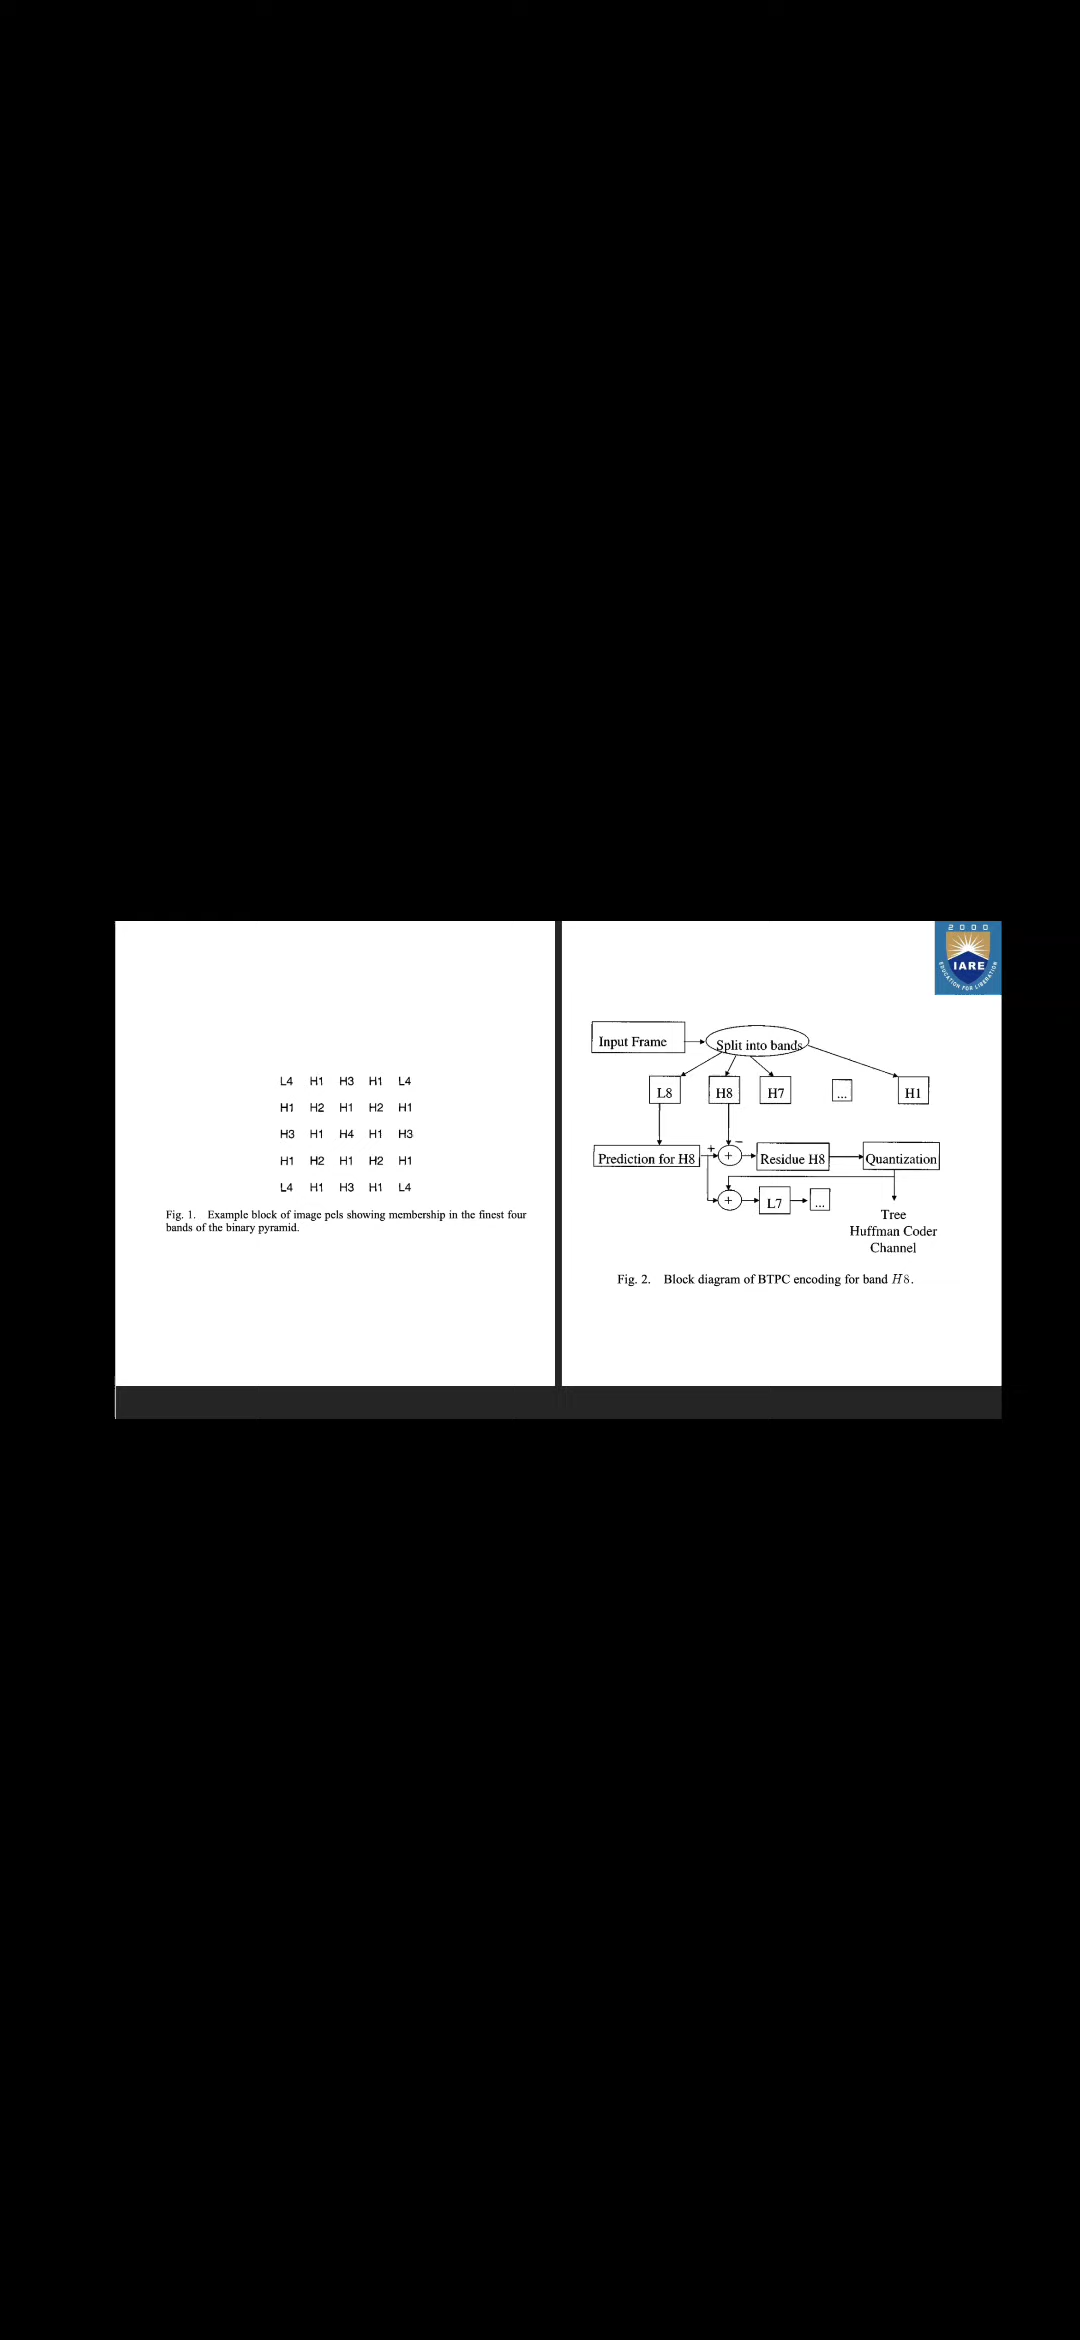 2000
IARE
EDUCATION FOR LIBERATION
L4 H1 H3 H1 L4
H1 H2 H1 H2 H1
H3 H1 H4 H1 H3
H1 H2 H1 H2 H1
L4 H1 H3 H1 L4
Fig. 1. Example block of image pels showing membership in the finest four
bands of the binary pyramid.
Input Frame
Split into bands
L8 H8 H7 ... H1
+ −
Prediction for H8 + Residue H8 Quantization
+ L7 ...
Tree
Huffman Coder
Channel
Fig. 2. Block diagram of BTPC encoding for band H8.